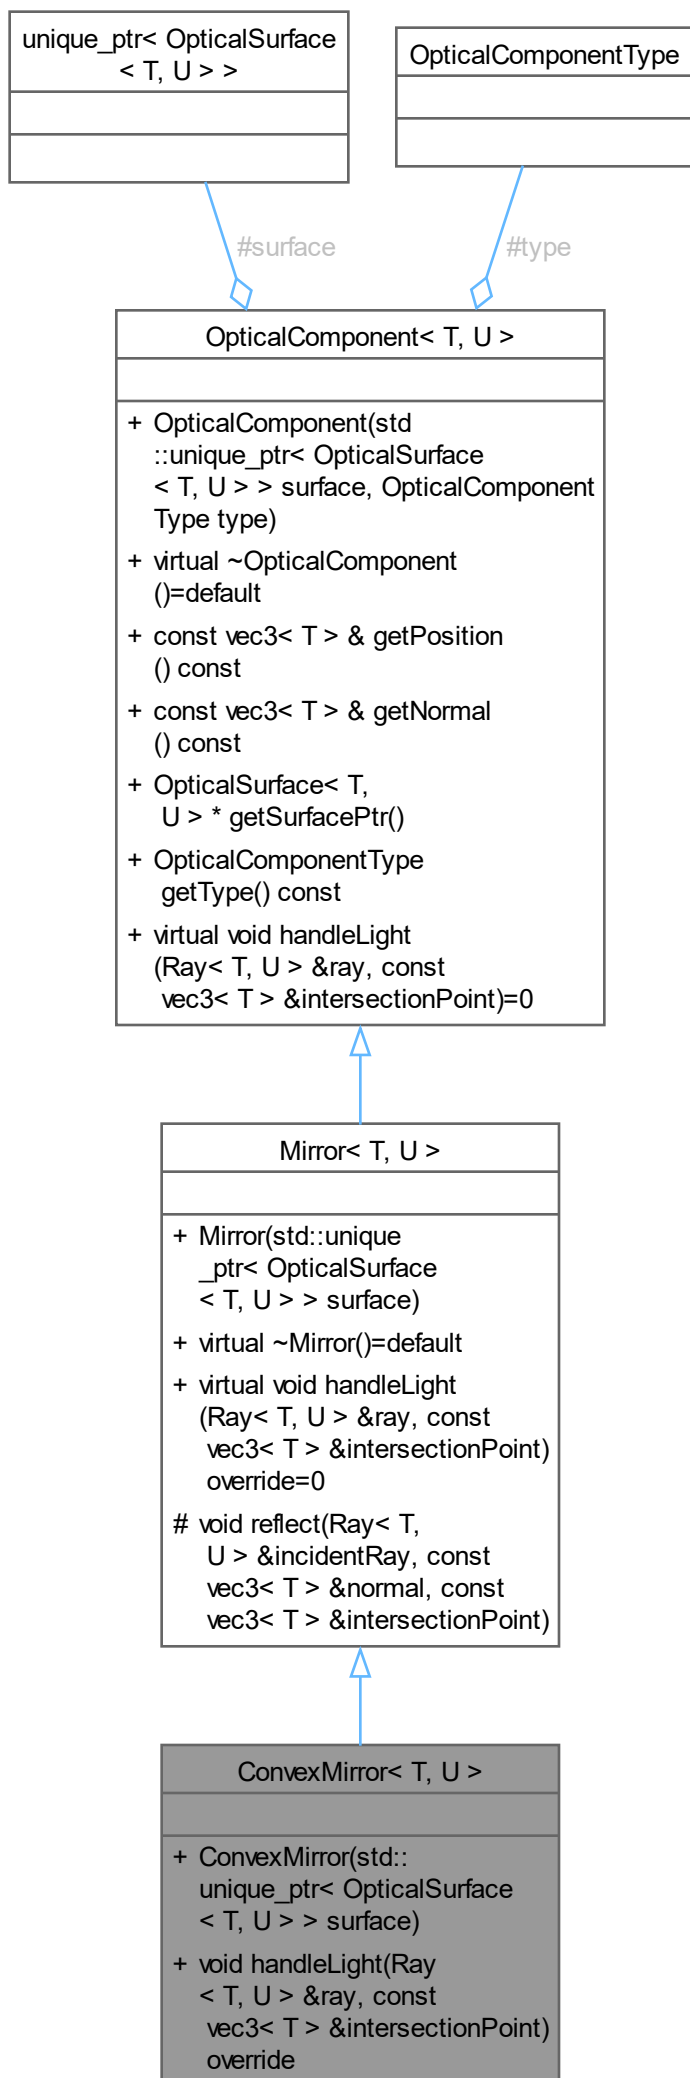 unique_ptr< OpticalSurface
< T, U > >
OpticalComponentType
#surface
#type
OpticalComponent< T, U >
+ OpticalComponent(std
::unique_ptr< OpticalSurface
< T, U > > surface, OpticalComponent
Type type)
+ virtual ~OpticalComponent
()=default
+ const vec3< T > & getPosition
() const
+ const vec3< T > & getNormal
() const
+ OpticalSurface< T,
U > * getSurfacePtr()
+ OpticalComponentType
getType() const
+ virtual void handleLight
(Ray< T, U > &ray, const
vec3< T > &intersectionPoint)=0
Mirror< T, U >
+ Mirror(std::unique
_ptr< OpticalSurface
< T, U > > surface)
+ virtual ~Mirror()=default
+ virtual void handleLight
(Ray< T, U > &ray, const
vec3< T > &intersectionPoint)
override=0
# void reflect(Ray< T,
U > &incidentRay, const
vec3< T > &normal, const
vec3< T > &intersectionPoint)
ConvexMirror< T, U >
+ ConvexMirror(std::
unique_ptr< OpticalSurface
< T, U > > surface)
+ void handleLight(Ray
< T, U > &ray, const
vec3< T > &intersectionPoint)
override